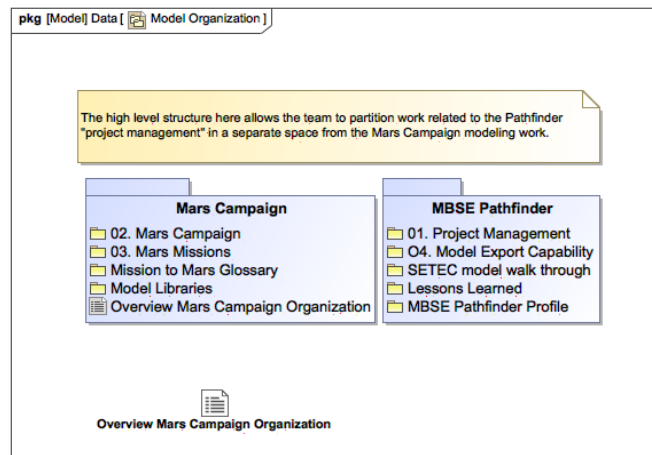 pkg [Model] Data [ Model Organization ]
The high level structure here allows the team to partition work related to the Pathfinder
"project management" in a separate space from the Mars Campaign modeling work.
Mars Campaign
02. Mars Campaign
03. Mars Missions
Mission to Mars Glossary
Model Libraries
Overview Mars Campaign Organization
MBSE Pathfinder
01. Project Management
O4. Model Export Capability
SETEC model walk through
Lessons Learned
MBSE Pathfinder Profile
Overview Mars Campaign Organization